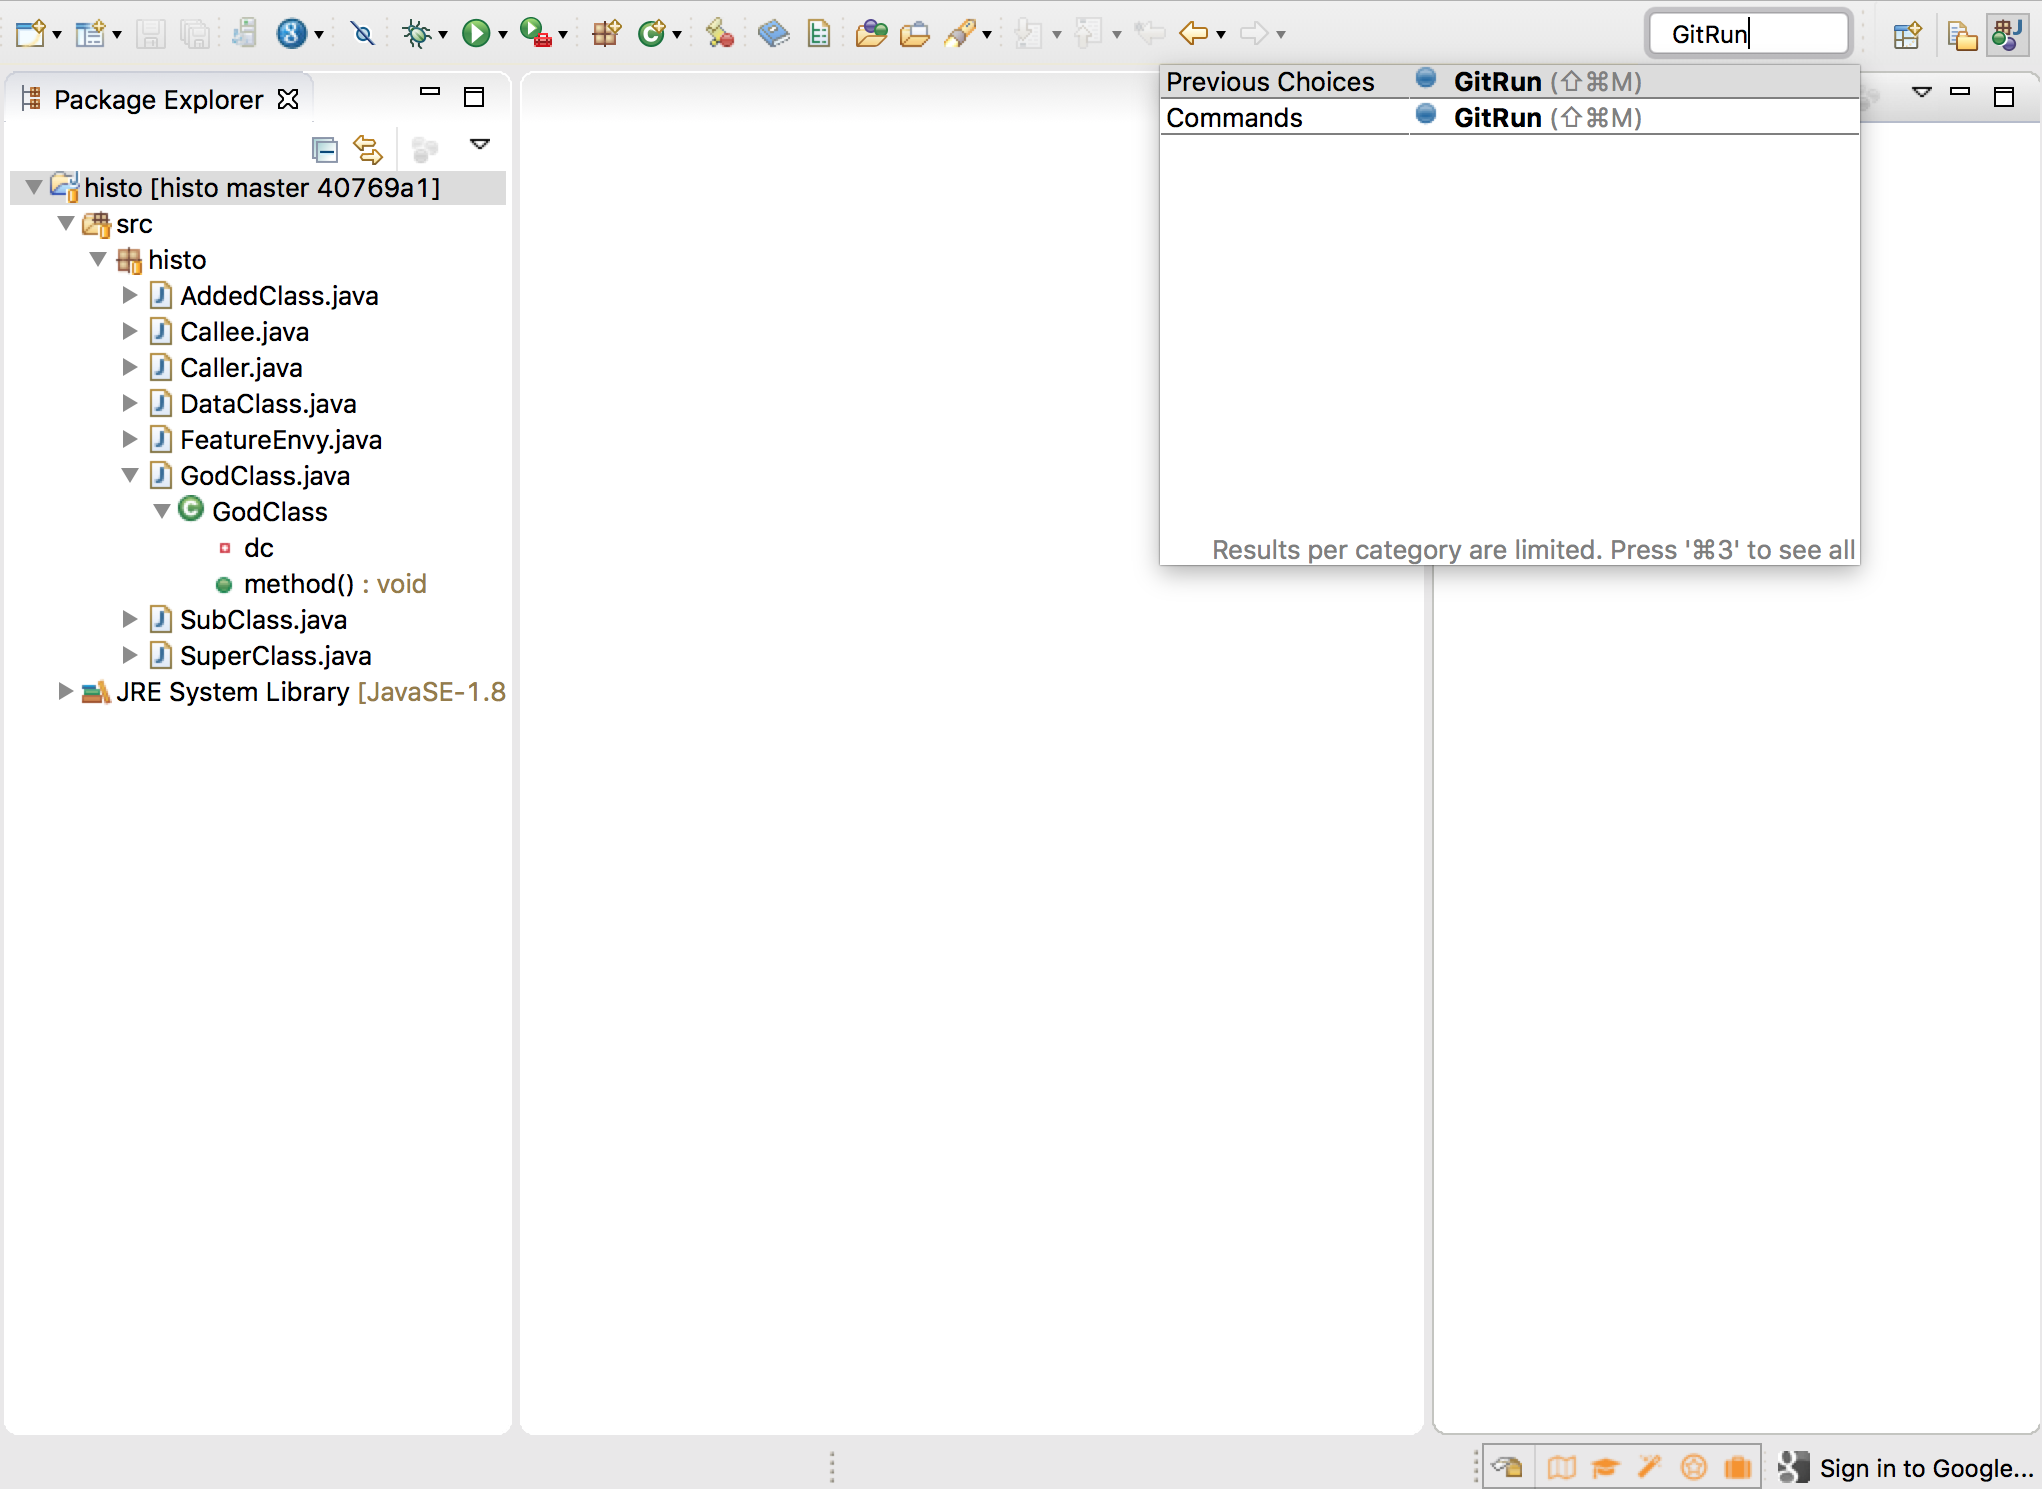 GitRun
Package Explorer
Previous Choices GitRun (⇧⌘M)
Commands GitRun (⇧⌘M)
histo [histo master 40769a1]
src
histo
AddedClass.java
Callee.java
Caller.java
DataClass.java
FeatureEnvy.java
GodClass.java
GodClass
dc
method() : void
SubClass.java
SuperClass.java
JRE System Library [JavaSE-1.8
Results per category are limited. Press '⌘3' to see all
Sign in to Google...